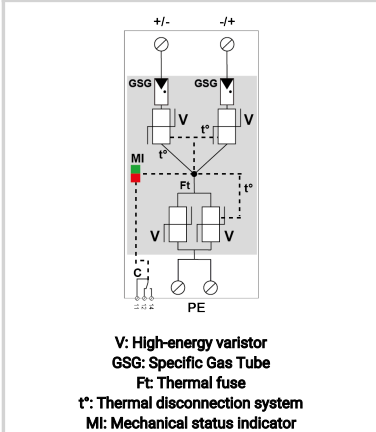 +/- -/+
GSG GSG
V V
t°
t°
MI
Ft t°
V V
C
PE
V: High-energy varistor
GSG: Specific Gas Tube
Ft: Thermal fuse
t°: Thermal disconnection system
MI: Mechanical status indicator